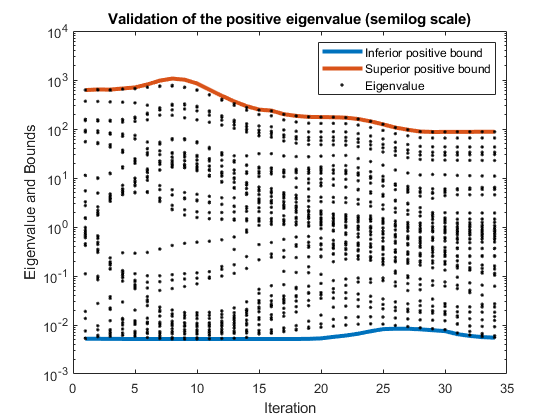 Validation of the positive eigenvalue (semilog scale)
Inferior positive bound
Superior positive bound
Eigenvalue
Eigenvalue and Bounds
10^4
10^3
10^2
10^1
10^0
10^-1
10^-2
10^-3
0 5 10 15 20 25 30 35
Iteration